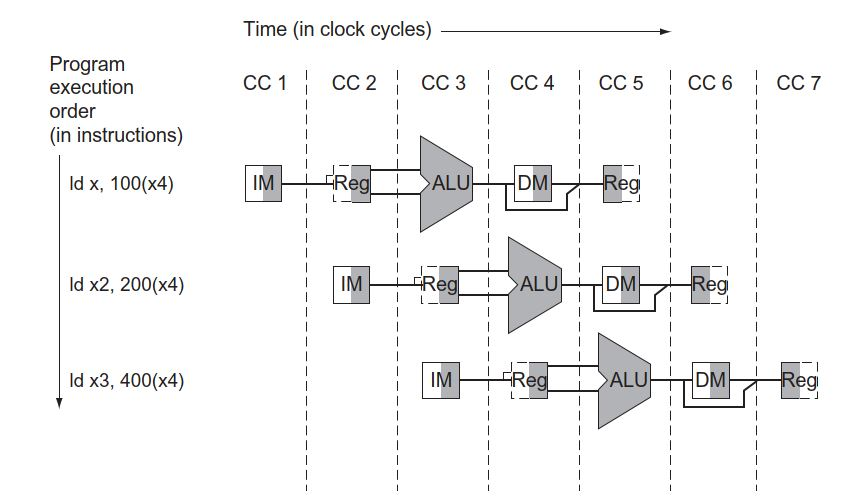 Time (in clock cycles)
Program
execution
order
(in instructions)
CC 1 CC 2 CC 3 CC 4 CC 5 CC 6 CC 7
ld x, 100(x4)
IM Reg ALU DM Reg
ld x2, 200(x4)
IM Reg ALU DM Reg
ld x3, 400(x4)
IM Reg ALU DM Reg